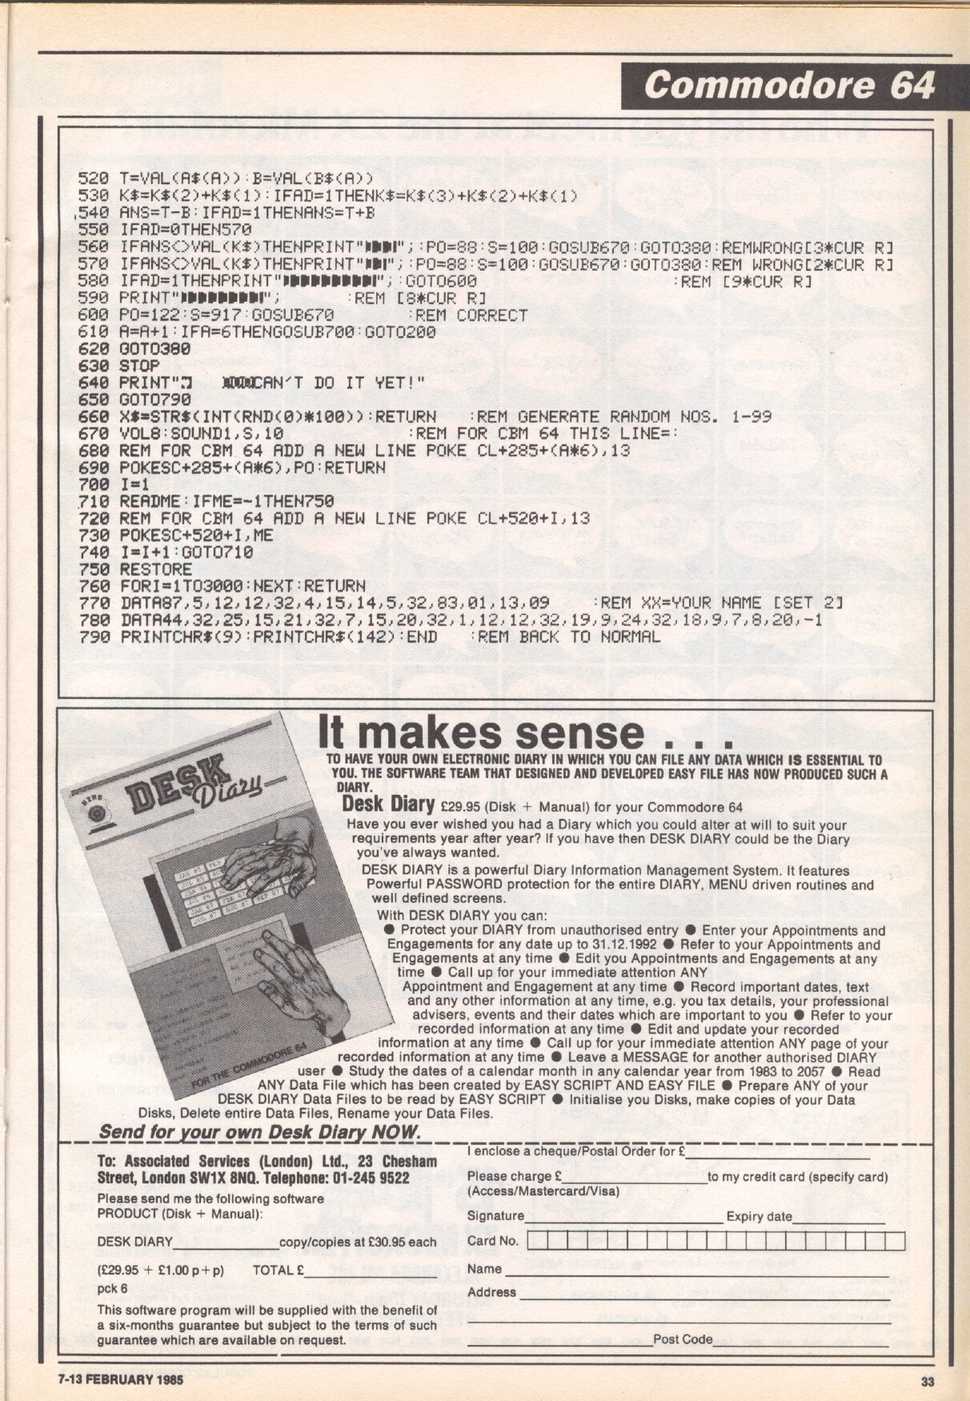 Commodore 64
520 T=VAL(A$(A)):B=VAL(B$(A))
530 K$=K$(2)+K$(1):IFAD=1THENK$=K$(3)+K$(2)+K$(1)
540 ANS=T-B:IFAD=1THENANS=T+B
550 IFAD=0THEN570
560 IFANS<>VAL(K$)THENPRINT"";:PO=88:S=100:GOSUB670:GOTO380:REMWRONG[3*CUR R]
570 IFANS<>VAL(K$)THENPRINT"";:PO=88:S=100:GOSUB670:GOTO380:REM WRONG[2*CUR R]
580 IFAD=1THENPRINT"";:GOTO600 :REM [9*CUR R]
590 PRINT""; :REM [8*CUR R]
600 PO=122:S=917:GOSUB670 :REM CORRECT
610 A=A+1:IFA=6THENGOSUB700:GOTO200
620 GOTO380
630 STOP
640 PRINT" CAN'T DO IT YET!"
650 GOTO790
660 X$=STR$(INT(RND(0)*100)):RETURN :REM GENERATE RANDOM NOS. 1-99
670 VOL8:SOUND1,S,10 :REM FOR CBM 64 THIS LINE=:
680 REM FOR CBM 64 ADD A NEW LINE POKE CL+285+(A*6),13
690 POKESC+285+(A*6),PO:RETURN
700 I=1
710 README:IFME=-1THEN750
720 REM FOR CBM 64 ADD A NEW LINE POKE CL+520+I,13
730 POKESC+520+I,ME
740 I=I+1:GOTO710
750 RESTORE
760 FORI=1TO3000:NEXT:RETURN
770 DATA87,5,12,12,32,4,15,14,5,32,83,01,13,09 :REM XX=YOUR NAME [SET 2]
780 DATA44,32,25,15,21,32,7,15,20,32,1,12,12,32,19,9,24,32,18,9,7,8,20,-1
790 PRINTCHR$(9):PRINTCHR$(142):END :REM BACK TO NORMAL
It makes sense . . .
TO HAVE YOUR OWN ELECTRONIC DIARY IN WHICH YOU CAN FILE ANY DATA WHICH IS ESSENTIAL TO
YOU. THE SOFTWARE TEAM THAT DESIGNED AND DEVELOPED EASY FILE HAS NOW PRODUCED SUCH A
DIARY.
DESK
Diary
FOR THE COMMODORE 64
Desk Diary £29.95 (Disk + Manual) for your Commodore 64
Have you ever wished you had a Diary which you could alter at will to suit your
requirements year after year? If you have then DESK DIARY could be the Diary
you've always wanted.
DESK DIARY is a powerful Diary Information Management System. It features
Powerful PASSWORD protection for the entire DIARY, MENU driven routines and
well defined screens.
With DESK DIARY you can:
● Protect your DIARY from unauthorised entry ● Enter your Appointments and
Engagements for any date up to 31.12.1992 ● Refer to your Appointments and
Engagements at any time ● Edit you Appointments and Engagements at any
time ● Call up for your immediate attention ANY
Appointment and Engagement at any time ● Record important dates, text
and any other information at any time, e.g. you tax details, your professional
advisers, events and their dates which are important to you ● Refer to your
recorded information at any time ● Edit and update your recorded
information at any time ● Call up for your immediate attention ANY page of your
recorded information at any time ● Leave a MESSAGE for another authorised DIARY
user ● Study the dates of a calendar month in any calendar year from 1983 to 2057 ● Read
ANY Data File which has been created by EASY SCRIPT AND EASY FILE ● Prepare ANY of your
DESK DIARY Data Files to be read by EASY SCRIPT ● Initialise you Disks, make copies of your Data
Disks, Delete entire Data Files, Rename your Data Files.
Send for your own Desk Diary NOW.
To: Associated Services (London) Ltd., 23 Chesham
Street, London SW1X 8NQ. Telephone: 01-245 9522
Please send me the following software
PRODUCT (Disk + Manual):
DESK DIARY copy/copies at £30.95 each
(£29.95 + £1.00 p+p) TOTAL £
pck 6
This software program will be supplied with the benefit of
a six-months guarantee but subject to the terms of such
guarantee which are available on request.
I enclose a cheque/Postal Order for £
Please charge £ to my credit card (specify card)
(Access/Mastercard/Visa)
Signature Expiry date
Card No.
Name
Address
Post Code
7-13 FEBRUARY 1985
33